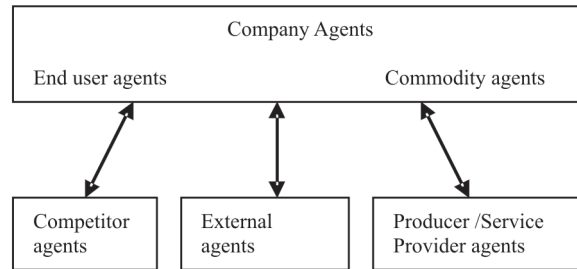 Company Agents
End user agents
Commodity agents
Competitor
agents
External
agents
Producer /Service
Provider agents